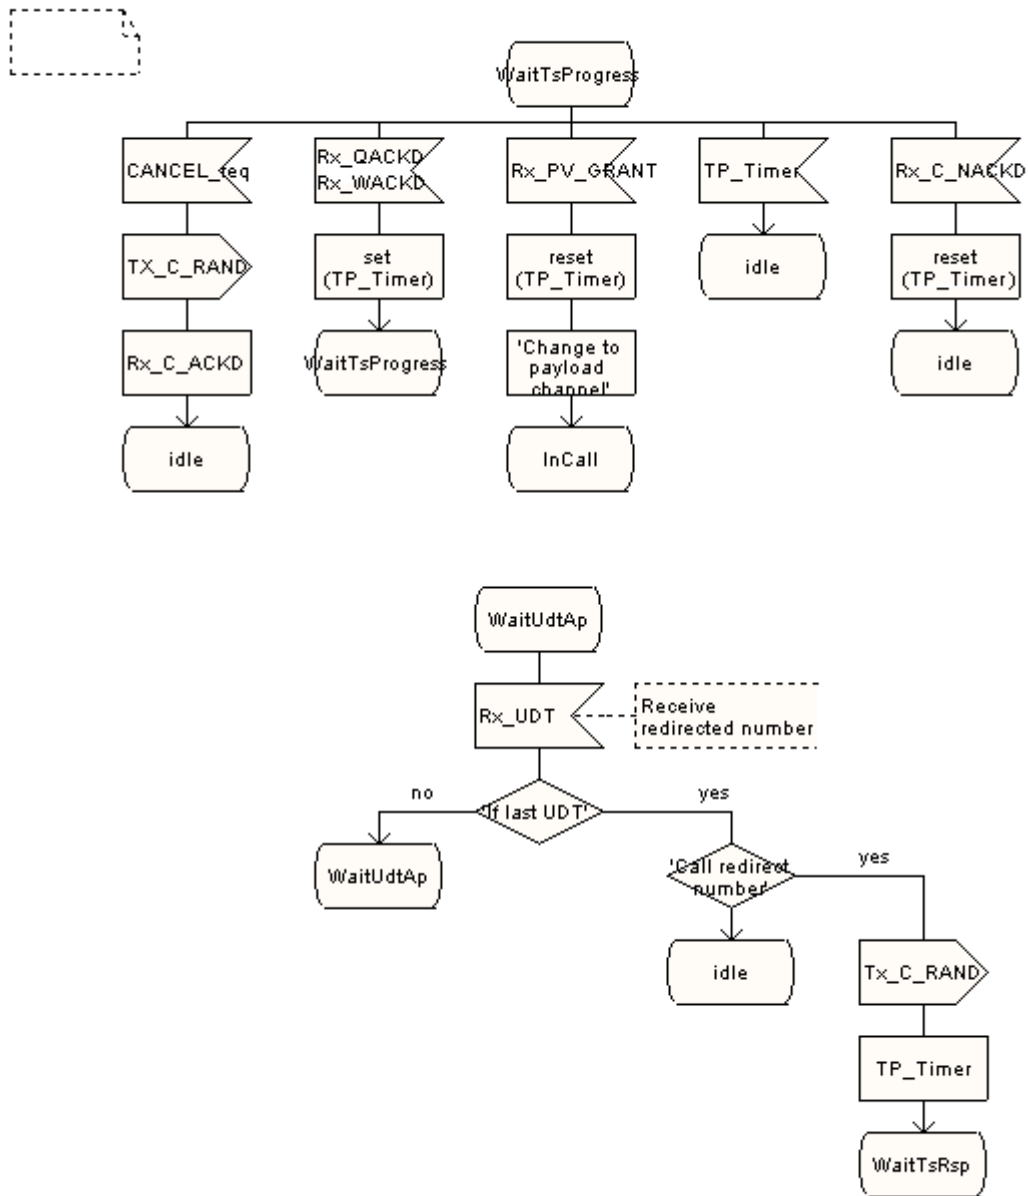 WaitTsProgress
CANCEL_req
Rx_QACKD
Rx_WACKD
Rx_PV_GRANT
TP_Timer
Rx_C_NACKD
TX_C_RAND
set
(TP_Timer)
reset
(TP_Timer)
idle
reset
(TP_Timer)
Rx_C_ACKD
WaitTsProgress
'Change to
payload
channel'
idle
idle
InCall
WaitUdtAp
Rx_UDT
Receive
redirected number
no
'If last UDT'
yes
WaitUdtAp
'Call redirect
number'
yes
idle
Tx_C_RAND
TP_Timer
WaitTsRsp